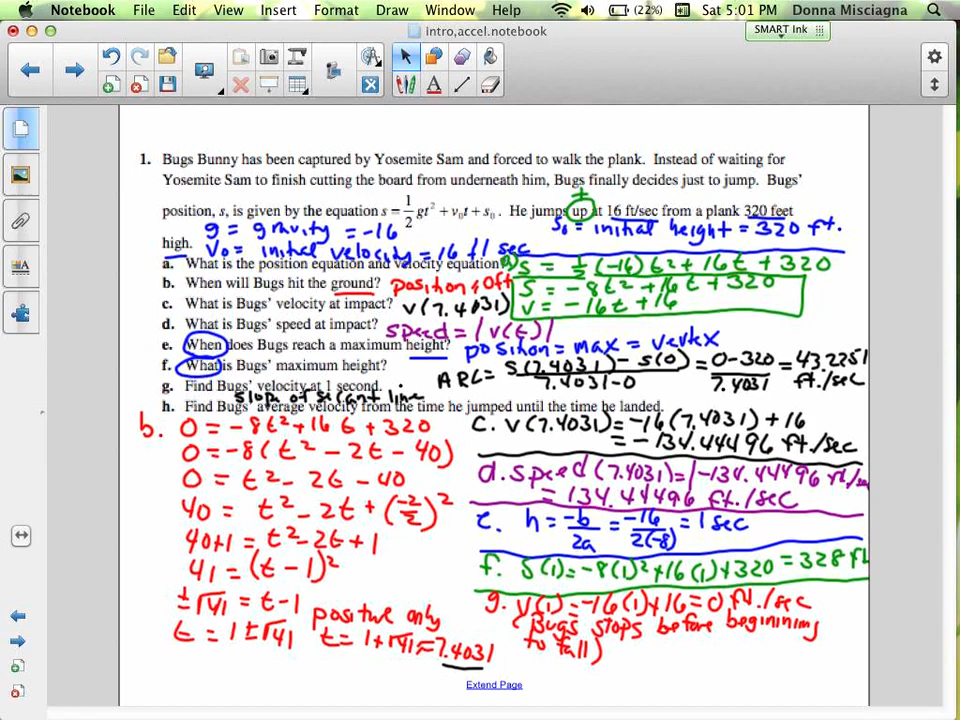 Notebook File Edit View Insert Format Draw Window Help (22%) Sat 5:01 PM Donna Misciagna
intro,accel.notebook
SMART Ink
1. Bugs Bunny has been captured by Yosemite Sam and forced to walk the plank. Instead of waiting for
Yosemite Sam to finish cutting the board from underneath him, Bugs finally decides just to jump. Bugs'
+
position, s, is given by the equation s = 1/2 gt² + v₀t + s₀. He jumps up at 16 ft/sec from a plank 320 feet
g = gravity = -16
s₀ = initial height = 320 ft.
high.
V₀ = initial velocity = 16 ft/sec
a. What is the position equation and velocity equation?
a) s = ½(-16)t² + 16t + 320
b. When will Bugs hit the ground? position of 0ft
s = -8t² + 16t + 320
c. What is Bugs' velocity at impact? v(7.4031)
v = -16t + 16
d. What is Bugs' speed at impact? speed = |v(t)|
e. When does Bugs reach a maximum height? position = max = vertex
f. What is Bugs' maximum height?
ARC = s(7.4031) - s(0) / 7.4031 - 0 = 0 - 320 / 7.4031 = 43.2251 ft./sec
g. Find Bugs' velocity at 1 second.
slope of secant line
h. Find Bugs' average velocity from the time he jumped until the time he landed.
b. 0 = -8t² + 16t + 320
0 = -8(t² - 2t - 40)
0 = t² - 2t - 40
40 = t² - 2t + (-2/2)²
40+1 = t² - 2t + 1
41 = (t - 1)²
±√41 = t - 1 positive only
t = 1 ± √41 t = 1 + √41 ≈ 7.4031
c. v(7.4031) = -16(7.4031) + 16
= -134.44496 ft./sec
d. speed(7.4031) = |-134.44496 ft/sec
= 134.44496 ft./sec
e. h = -b/2a = -16/2(-8) = 1 sec
f. s(1) = -8(1)² + 16(1) + 320 = 328 ft
g. v(1) = -16(1) + 16 = 0 ft./sec
(Bugs stops before beginining
to fall)
Extend Page